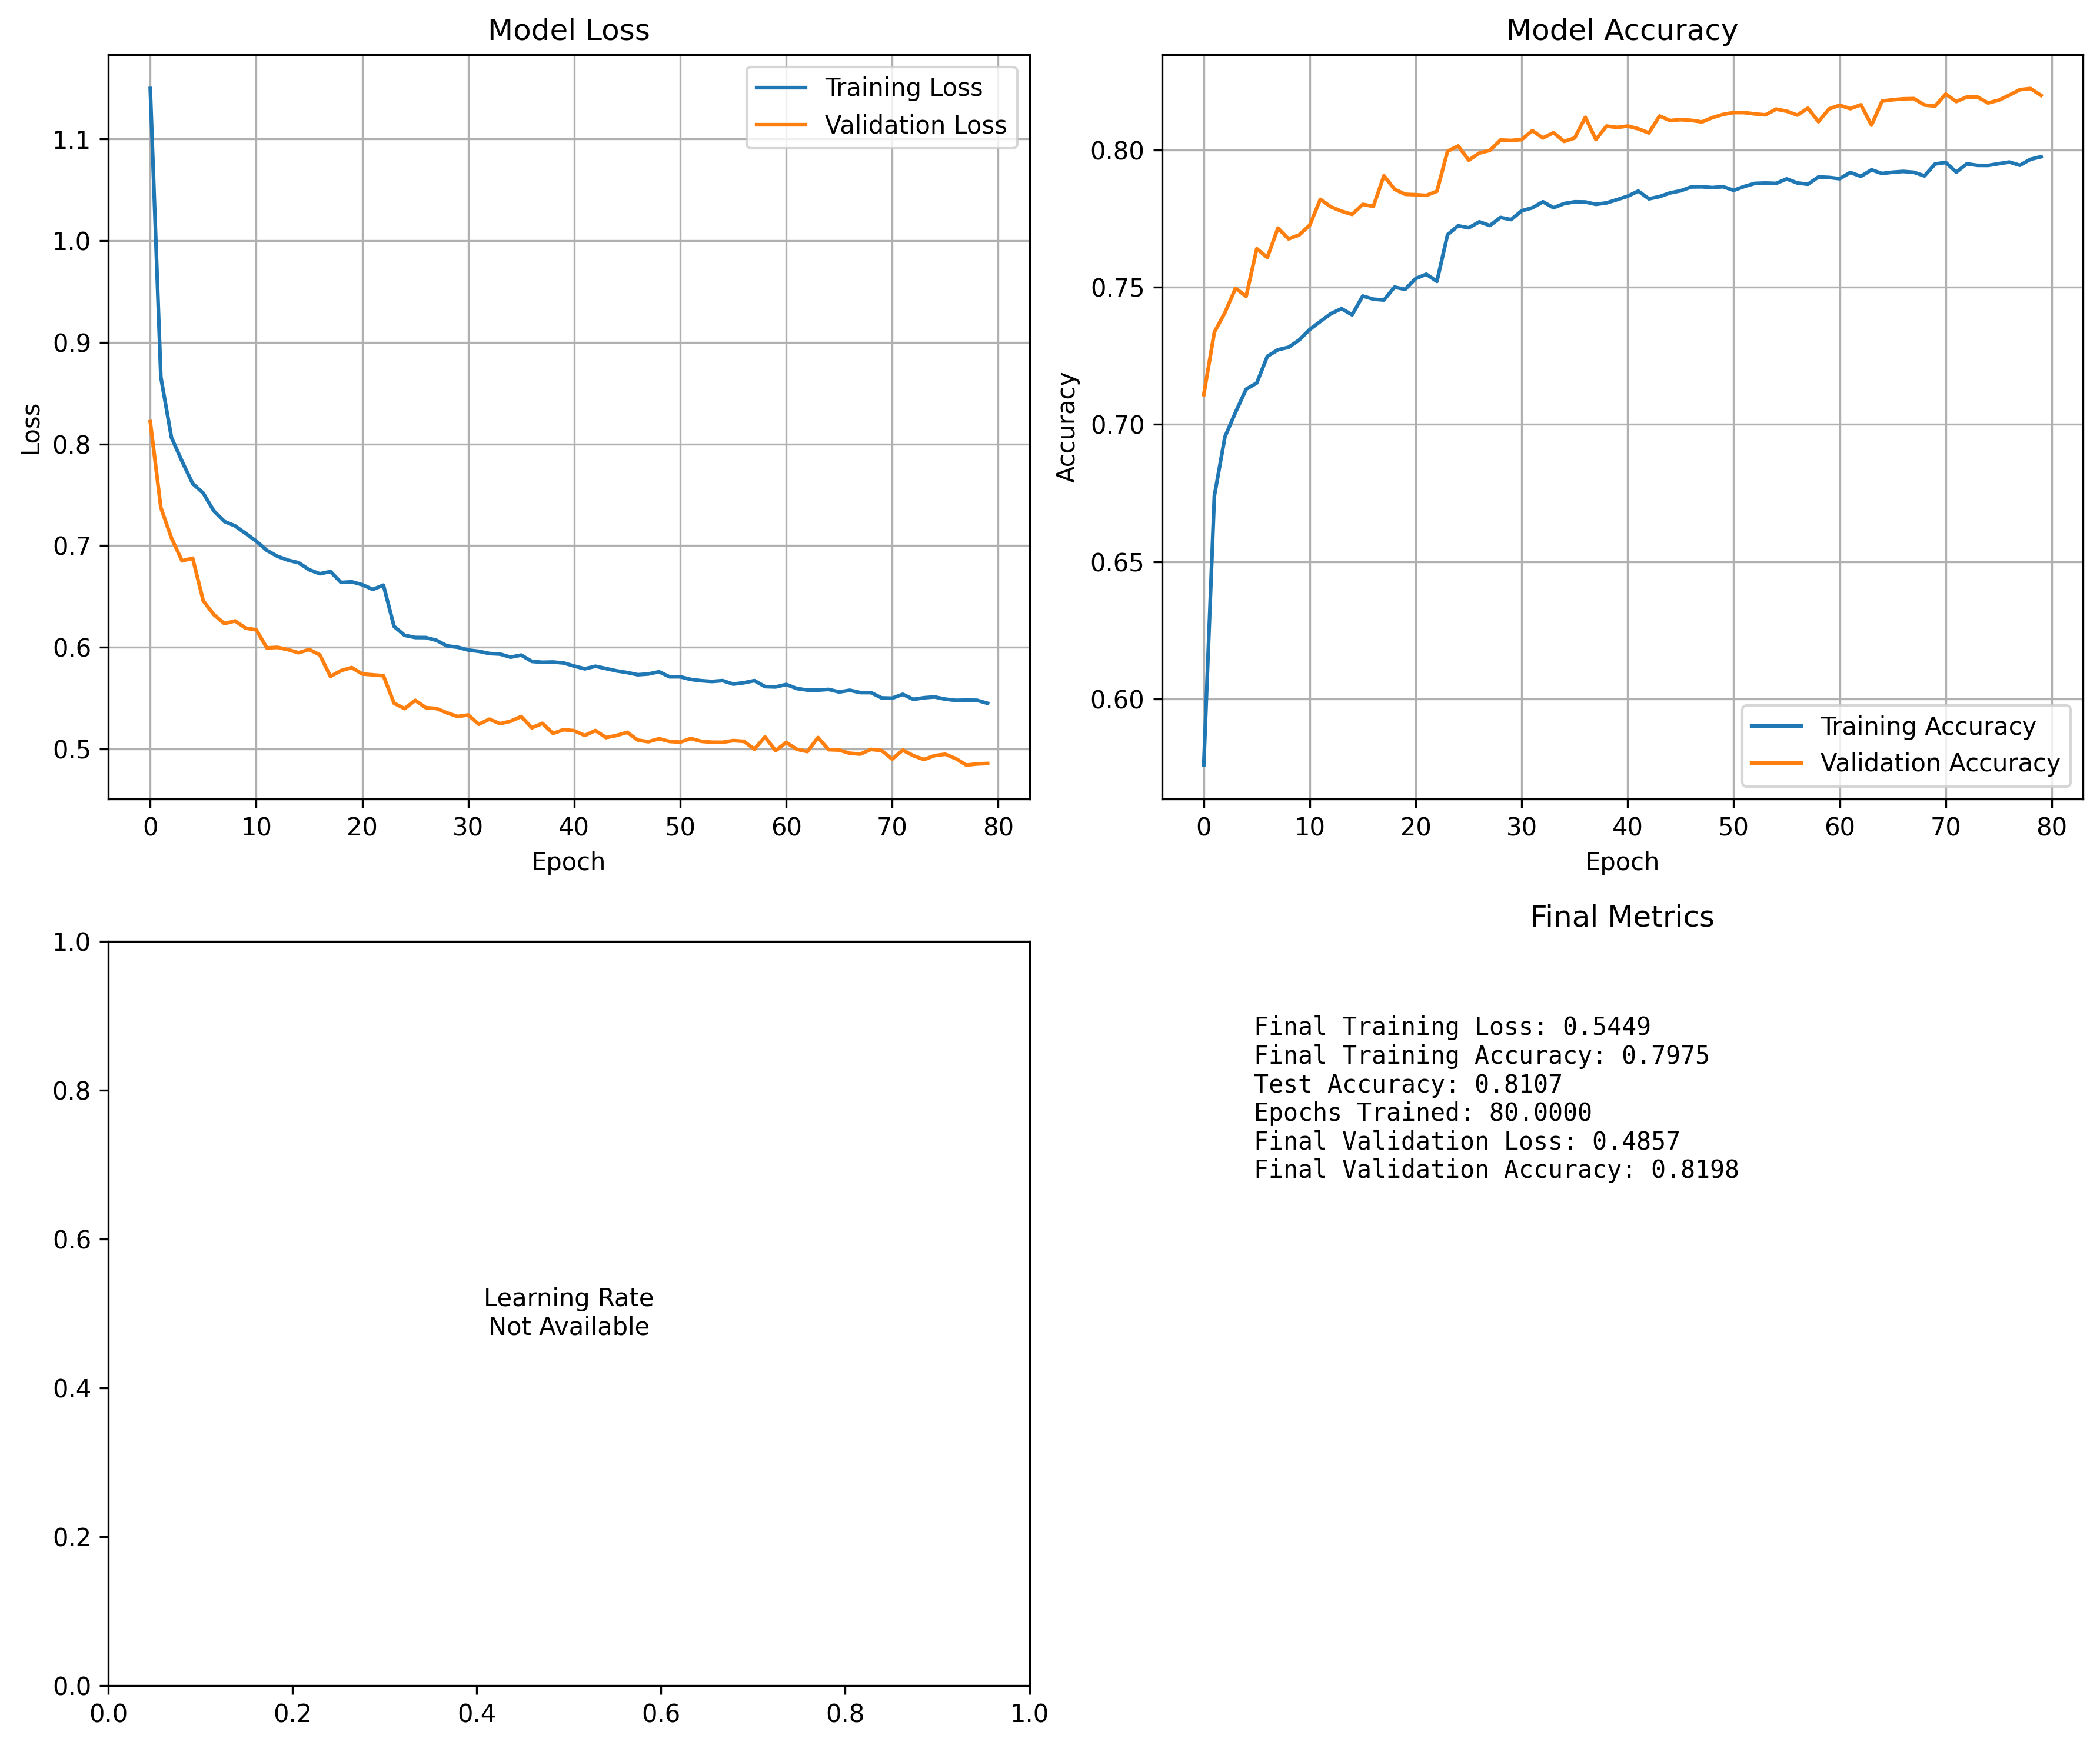 Model Loss
Training Loss
Validation Loss
Loss
1.1
1.0
0.9
0.8
0.7
0.6
0.5
0 10 20 30 40 50 60 70 80
Epoch
Model Accuracy
Accuracy
0.80
0.75
0.70
0.65
0.60
Training Accuracy
Validation Accuracy
0 10 20 30 40 50 60 70 80
Epoch
1.0
0.8
0.6
0.4
0.2
0.0
Learning Rate
Not Available
0.0 0.2 0.4 0.6 0.8 1.0
Final Metrics
Final Training Loss: 0.5449
Final Training Accuracy: 0.7975
Test Accuracy: 0.8107
Epochs Trained: 80.0000
Final Validation Loss: 0.4857
Final Validation Accuracy: 0.8198